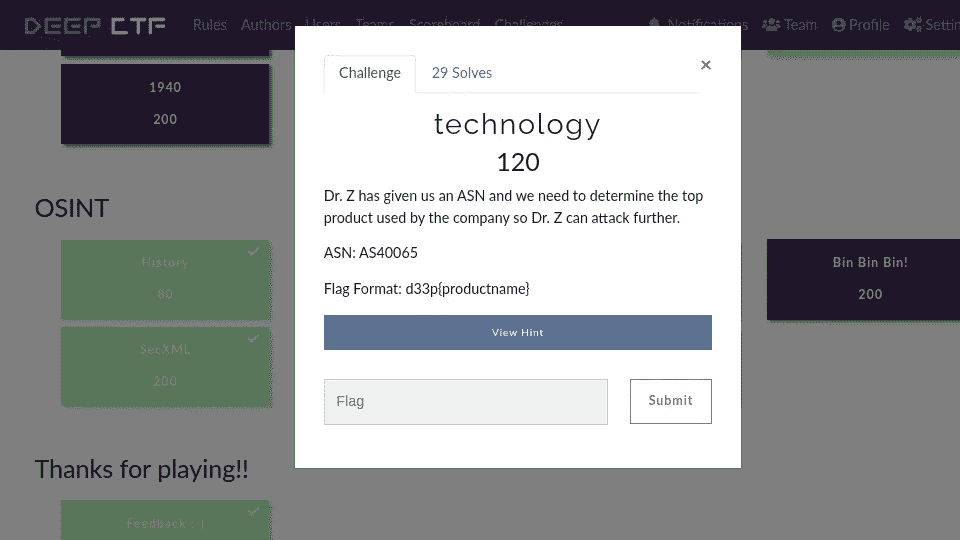 DEEP CTF Rules Authors Users Teams Scoreboard Challenges Notifications Team Profile
1940
200
OSINT
History
80
SecXML
200
Bin Bin Bin!
200
Thanks for playing!!
Feedback : )
Challenge 29 Solves ×
technology
120
Dr. Z has given us an ASN and we need to determine the top
product used by the company so Dr. Z can attack further.
ASN: AS40065
Flag Format: d33p{productname}
View Hint
Flag Submit